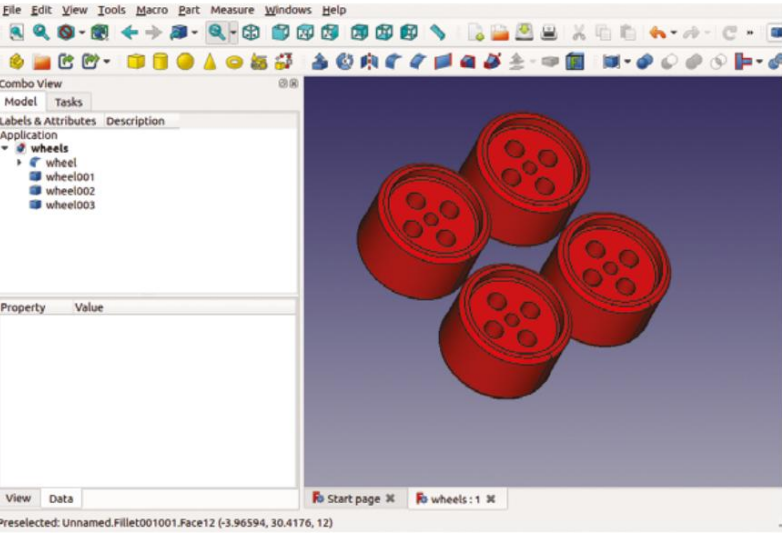 File Edit View Tools Macro Part Measure Windows Help
Combo View
Model Tasks
Labels & Attributes Description
Application
wheels
wheel
wheel001
wheel002
wheel003
Property Value
View Data
Start page wheels : 1
Preselected: Unnamed.Fillet001001.Face12 (-3.96594, 30.4176, 12)